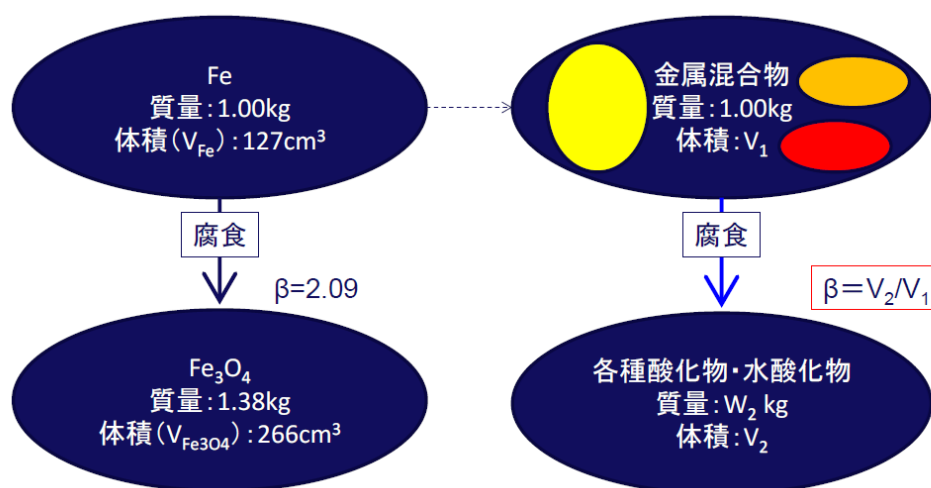 Fe
質量：1.00kg
体積（VFe）：127cm³
金属混合物
質量：1.00kg
体積：V₁
腐食
腐食
β=2.09
β＝V₂/V₁
Fe₃O₄
質量：1.38kg
体積（VFe3O4）：266cm³
各種酸化物・水酸化物
質量：W₂ kg
体積：V₂